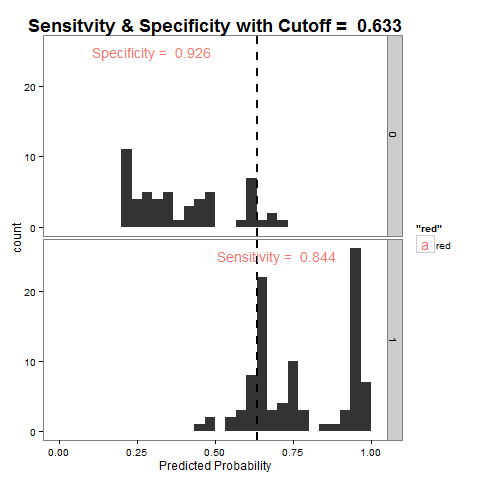 Sensitvity & Specificity with Cutoff = 0.633
Specificity = 0.926
20
10
0
0
Sensitivity = 0.844
20
10
0
1
count
0.00 0.25 0.50 0.75 1.00
Predicted Probability
"red"
a red